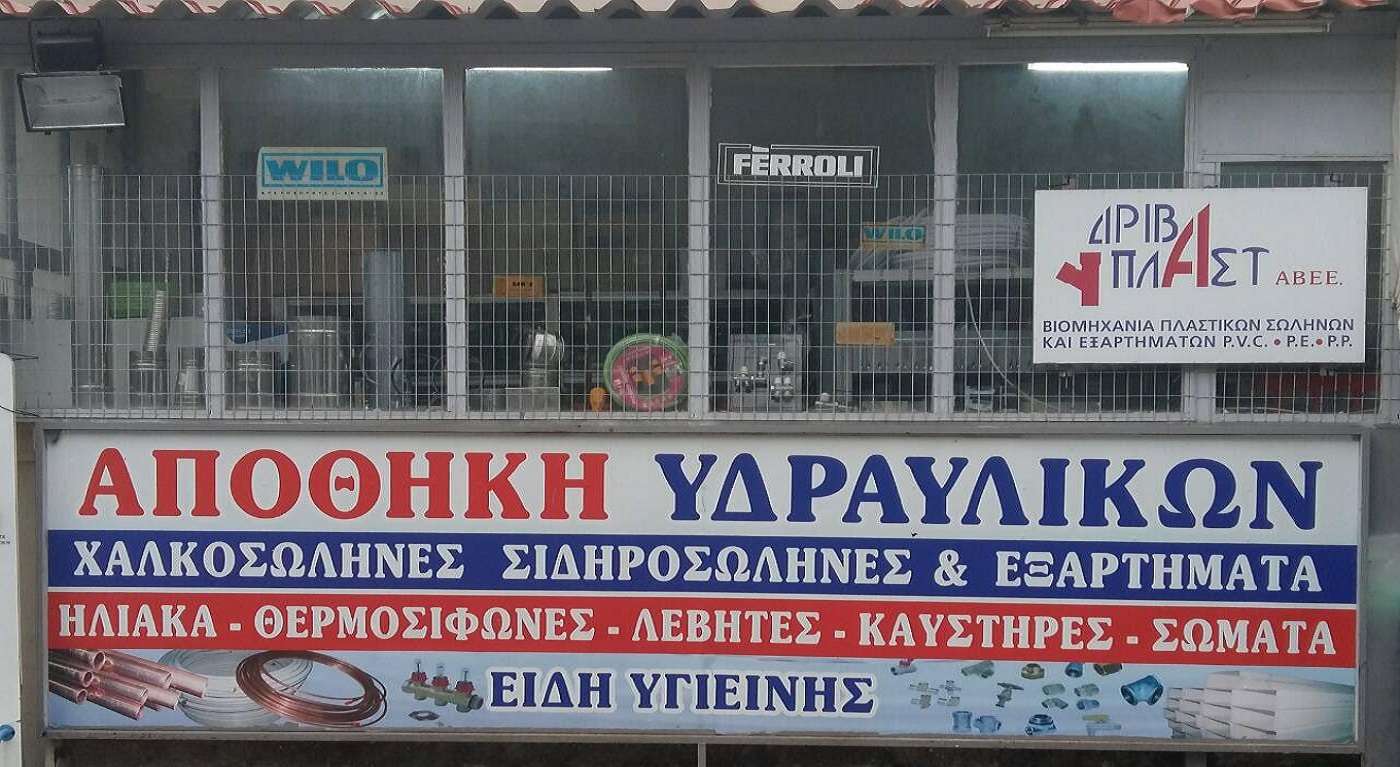 WILO
FERROLI
WILO
ΔΡΙΒΑ
ΠΛΑΣΤ ΑΒΕΕ.
ΒΙΟΜΗΧΑΝΙΑ ΠΛΑΣΤΙΚΩΝ ΣΩΛΗΝΩΝ
ΚΑΙ ΕΞΑΡΤΗΜΑΤΩΝ P.V.C. • P.E. • P.P.
ΑΠΟΘΗΚΗ ΥΔΡΑΥΛΙΚΩΝ
ΧΑΛΚΟΣΩΛΗΝΕΣ ΣΙΔΗΡΟΣΩΛΗΝΕΣ & ΕΞΑΡΤΗΜΑΤΑ
ΗΛΙΑΚΑ - ΘΕΡΜΟΣΙΦΩΝΕΣ - ΛΕΒΗΤΕΣ - ΚΑΥΣΤΗΡΕΣ - ΣΩΜΑΤΑ
ΕΙΔΗ ΥΓΙΕΙΝΗΣ